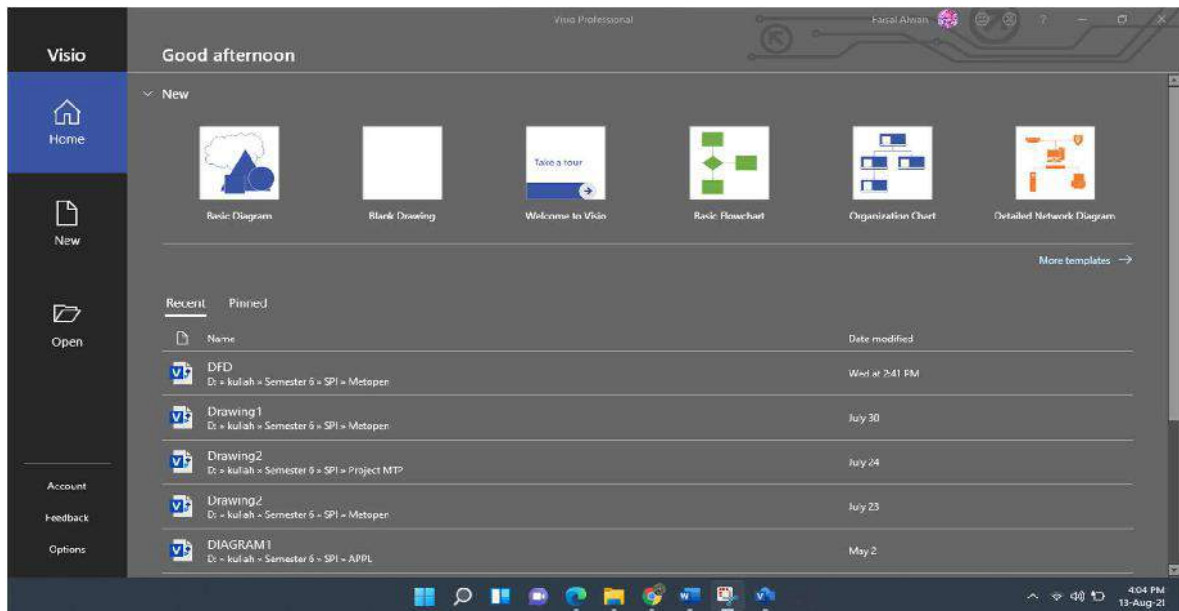 Visio Professional
Faisal Alwan
?
Visio
Good afternoon
Home
New
Open
Account
Feedback
Options
New
Take a tour
Basic Diagram
Blank Drawing
Welcome to Visio
Basic Flowchart
Organization Chart
Detailed Network Diagram
More templates
Recent Pinned
Name Date modified
DFD
D: » kuliah » Semester 6 » SPI » Metopen
Wed at 2:41 PM
Drawing1
D: » kuliah » Semester 6 » SPI » Metopen
July 30
Drawing2
D: » kuliah » Semester 6 » SPI » Project MTP
July 24
Drawing2
D: » kuliah » Semester 6 » SPI » Metopen
July 23
DIAGRAM1
D: » kuliah » Semester 6 » SPI » APPL
May 2
4:04 PM
13-Aug-21